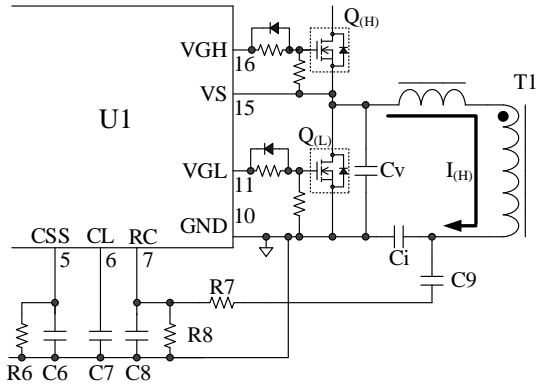 Q(H)
VGH
16
T1
VS
15
U1
Q(L)
VGL
11
Cv
I(H)
GND
10
CSS
CL
RC
5
6
7
Ci
R7
C9
R8
R6
C6
C7
C8